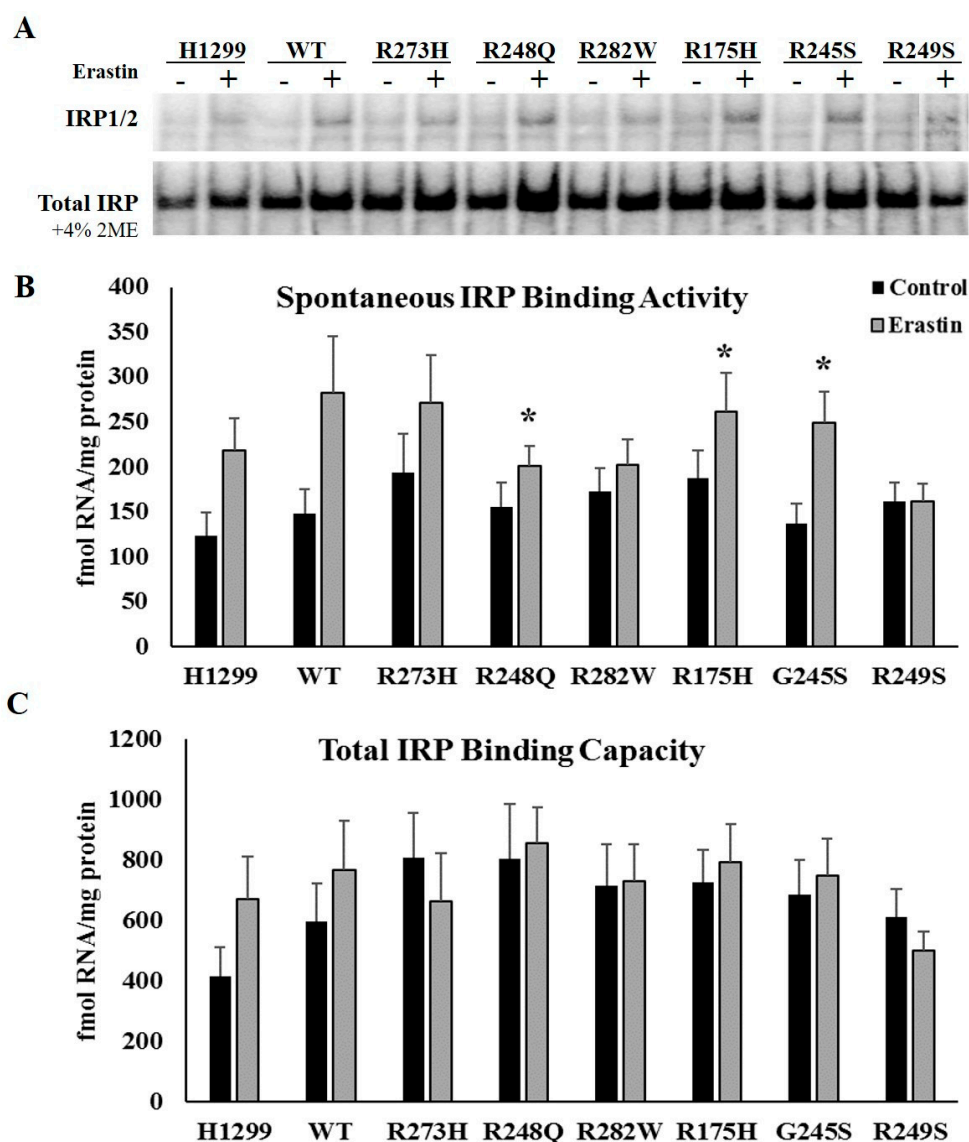 A
H1299 WT R273H R248Q R282W R175H R245S R249S
Erastin - + - + - + - + - + - + - + - +
IRP1/2
Total IRP
+4% 2ME
B
Spontaneous IRP Binding Activity
Control
Erastin
fmol RNA/mg protein
400
350
300
250
200
150
100
50
0
* * *
H1299 WT R273H R248Q R282W R175H G245S R249S
C
Total IRP Binding Capacity
fmol RNA/mg protein
1200
1000
800
600
400
200
0
H1299 WT R273H R248Q R282W R175H G245S R249S